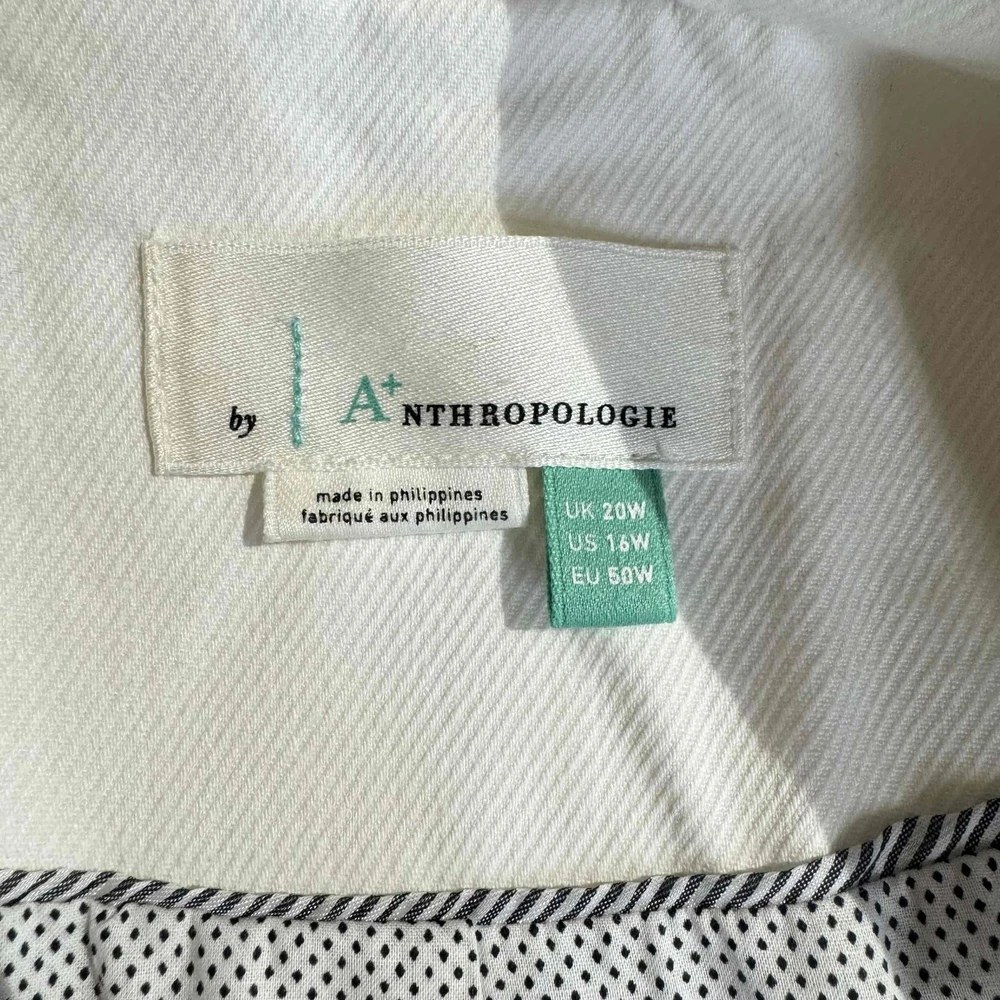 by | A⁺NTHROPOLOGIE
made in philippines
fabriqué aux philippines
UK 20W
US 16W
EU 50W